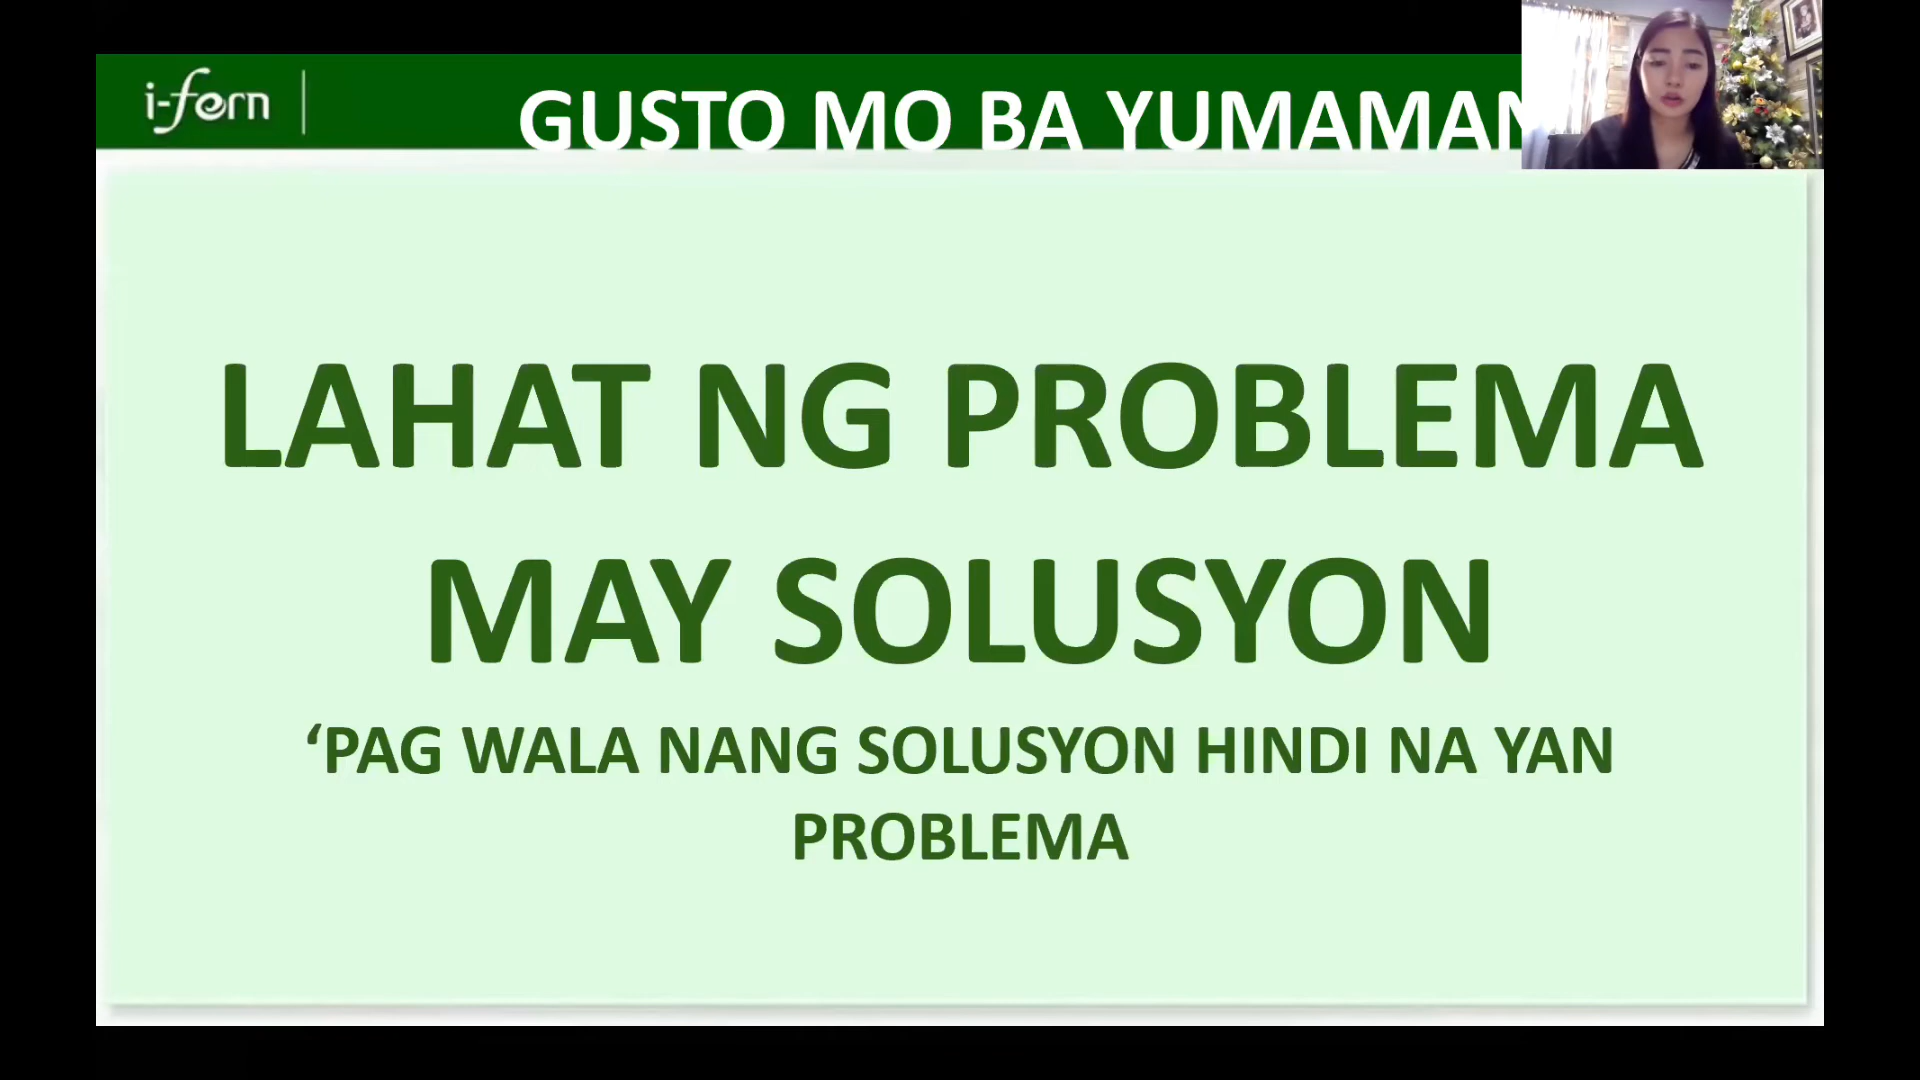 i-fern
GUSTO MO BA YUMAMAN
LAHAT NG PROBLEMA
MAY SOLUSYON
‘PAG WALA NANG SOLUSYON HINDI NA YAN
PROBLEMA